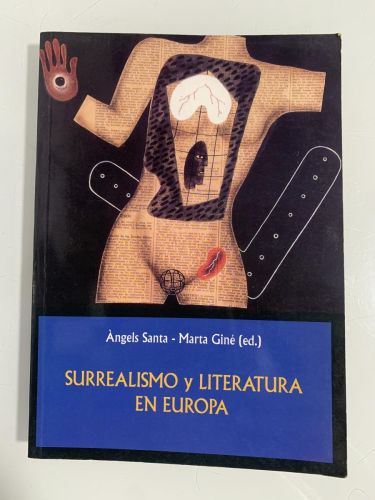 Àngels Santa - Marta Giné (ed.)
SURREALISMO y LITERATURA
EN EUROPA